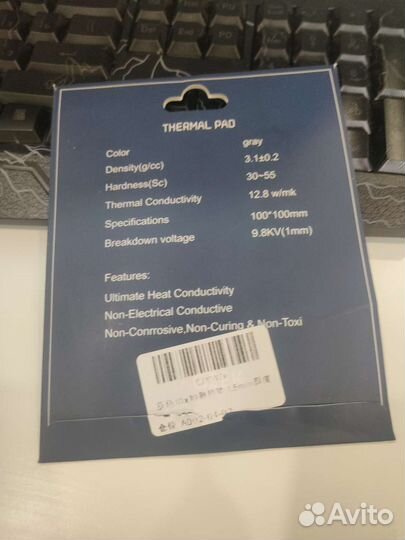 THERMAL PAD
Color gray
Density(g/cc) 3.1±0.2
Hardness(Sc) 30~55
Thermal Conductivity 12.8 w/mk
Specifications 100*100mm
Breakdown voltage 9.8KV(1mm)
Features:
Ultimate Heat Conductivity
Non-Electrical Conductive
Non-Conrrosive,Non-Curing & Non-Toxi
Avito